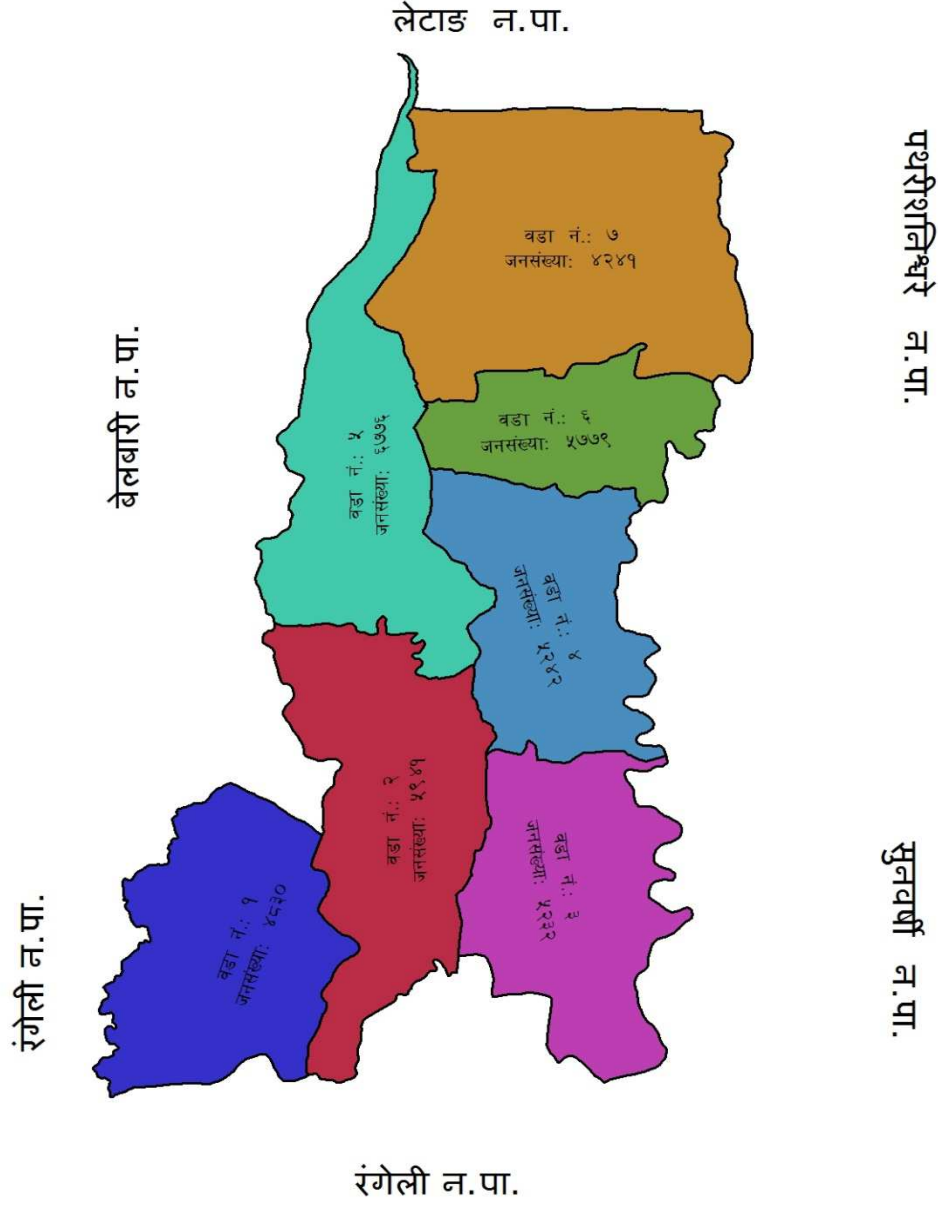 लेटाङ न.पा.
पथरीशनिश्चरे न.पा.
वडा नं.: ७
जनसंख्या: ४२४१
बेलबारी न.पा.
वडा नं.: ६
जनसंख्या: ५७७९
वडा नं.: ५
जनसंख्या: ६७७६
वडा नं.: ४
जनसंख्या: ५२४२
वडा नं.: २
जनसंख्या: ५९४१
वडा नं.: ३
जनसंख्या: ५२३२
सुनवर्षी न.पा.
वडा नं.: १
जनसंख्या: ४८३०
रंगेली न.पा.
रंगेली न.पा.